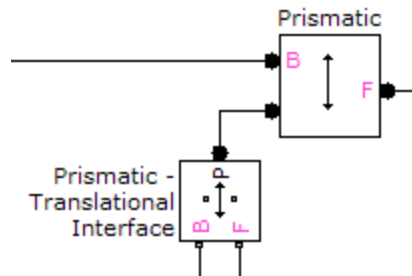 Prismatic
B
F
Prismatic -
Translational
Interface
P
B
F